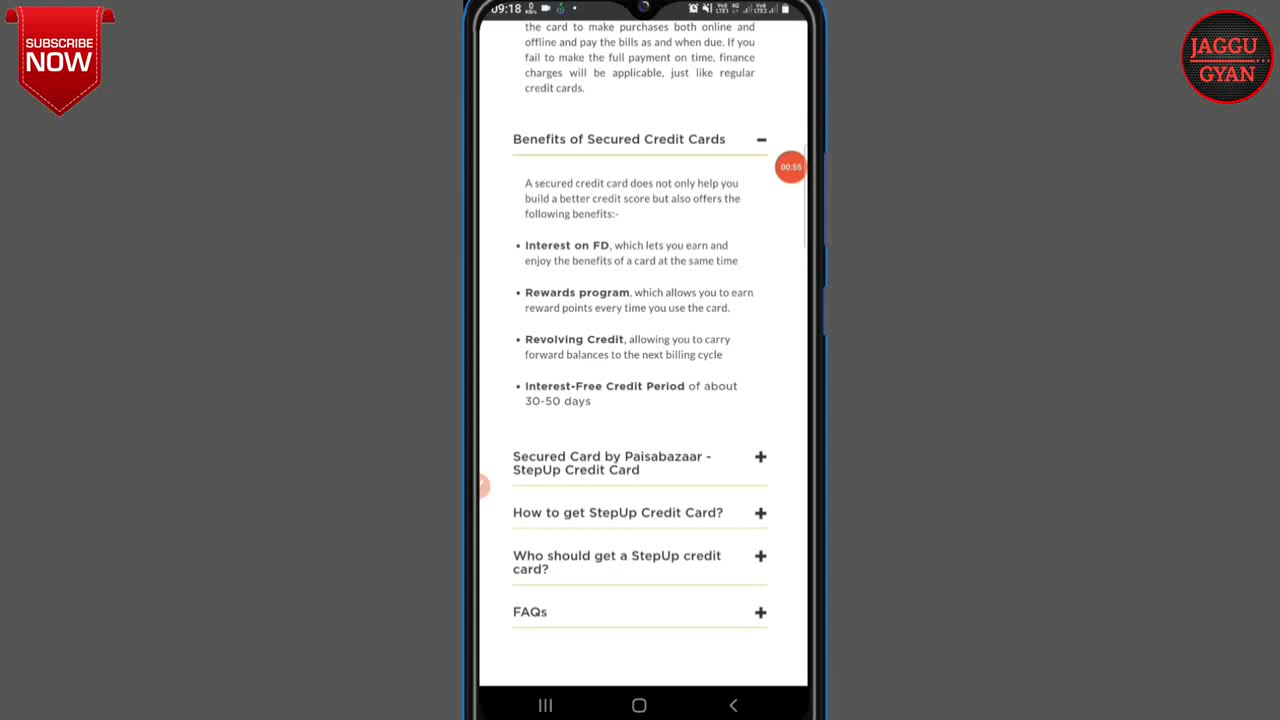 SUBSCRIBE
NOW
JAGGU
GYAN
09:18
the card to make purchases both online and
offline and pay the bills as and when due. If you
fail to make the full payment on time, finance
charges will be applicable, just like regular
credit cards.
Benefits of Secured Credit Cards
00:55
A secured credit card does not only help you
build a better credit score but also offers the
following benefits:-
• Interest on FD, which lets you earn and
enjoy the benefits of a card at the same time
• Rewards program, which allows you to earn
reward points every time you use the card.
• Revolving Credit, allowing you to carry
forward balances to the next billing cycle
• Interest-Free Credit Period of about
30-50 days
Secured Card by Paisabazaar -
StepUp Credit Card
How to get StepUp Credit Card?
Who should get a StepUp credit
card?
FAQs